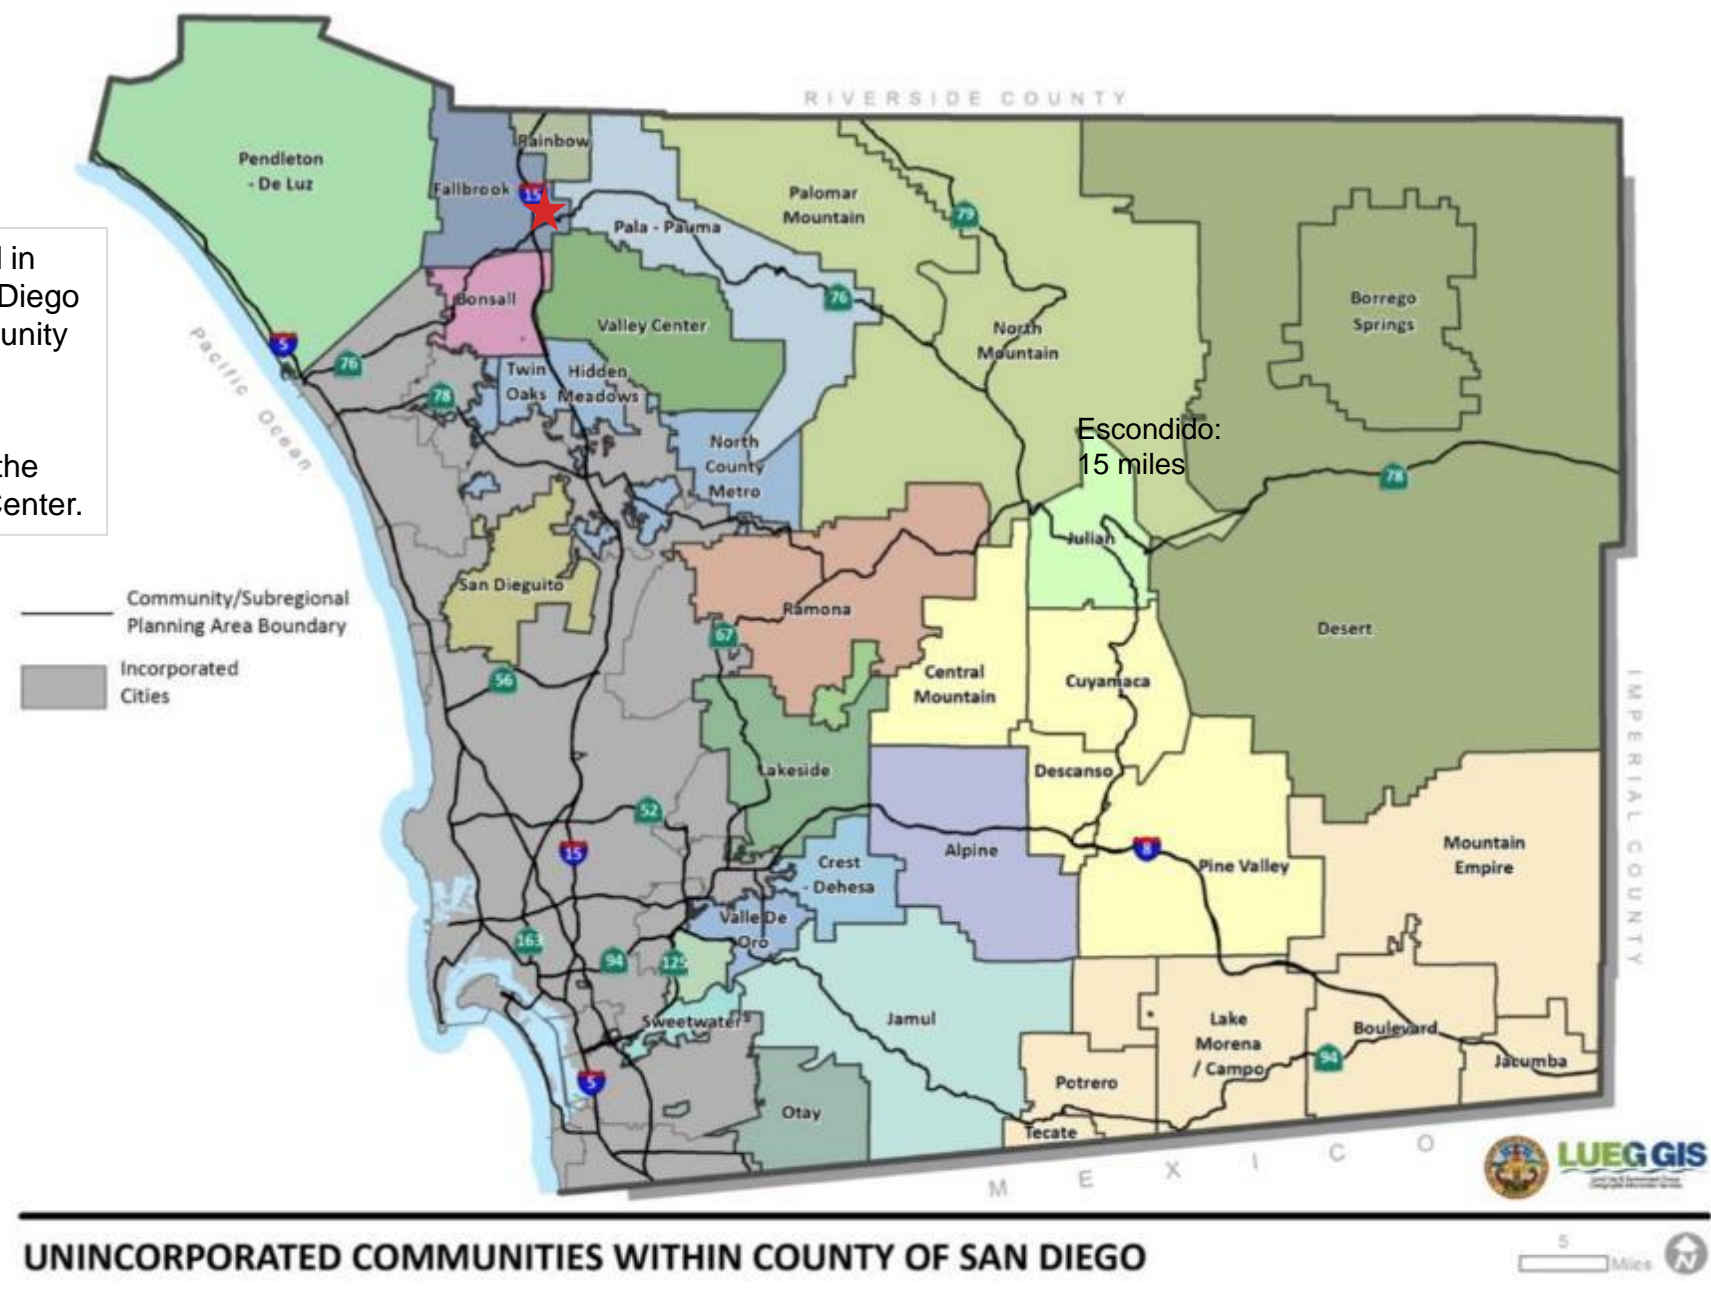 RIVERSIDE COUNTY
Pendleton
- De Luz
Rainbow
Fallbrook
15
Palomar
Mountain
79
Pala - Pauma
l in
Diego
unity
the
Center.
Borrego
Springs
Bonsall
Valley Center
76
North
Mountain
5
76
Pacific Ocean
Twin
Oaks
Hidden
Meadows
78
North
County
Metro
Escondido:
15 miles
78
Julian
San Dieguito
Ramona
Community/Subregional
Planning Area Boundary
Incorporated
Cities
67
56
Desert
Central
Mountain
Cuyamaca
IMPERIAL COUNTY
Lakeside
Descanso
52
15
Alpine
8
Pine Valley
Mountain
Empire
Crest
- Dehesa
Valle De
Oro
163
94
125
Sweetwater
Jamul
Lake
Morena
/ Campo
Boulevard
94
Jacumba
5
Otay
Potrero
Tecate
MEXICO
LUEG GIS
UNINCORPORATED COMMUNITIES WITHIN COUNTY OF SAN DIEGO
5
Miles
N